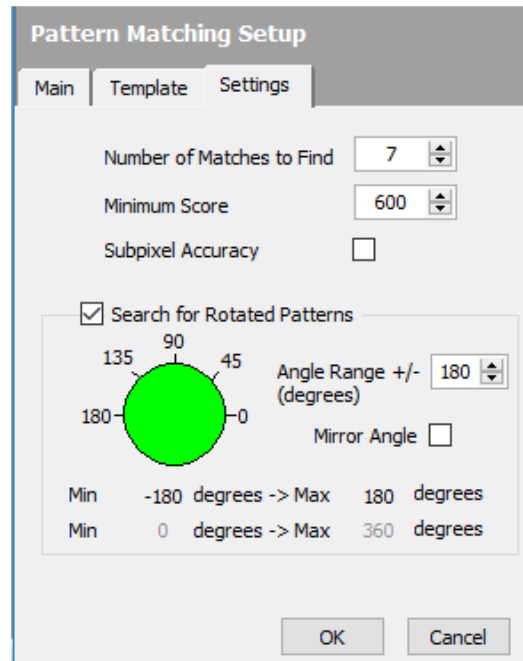 Pattern Matching Setup
Main Template Settings
Number of Matches to Find 7
Minimum Score 600
Subpixel Accuracy
Search for Rotated Patterns
90
135 45
180 0
Angle Range +/- 180
(degrees)
Mirror Angle
Min -180 degrees -> Max 180 degrees
Min 0 degrees -> Max 360 degrees
OK Cancel